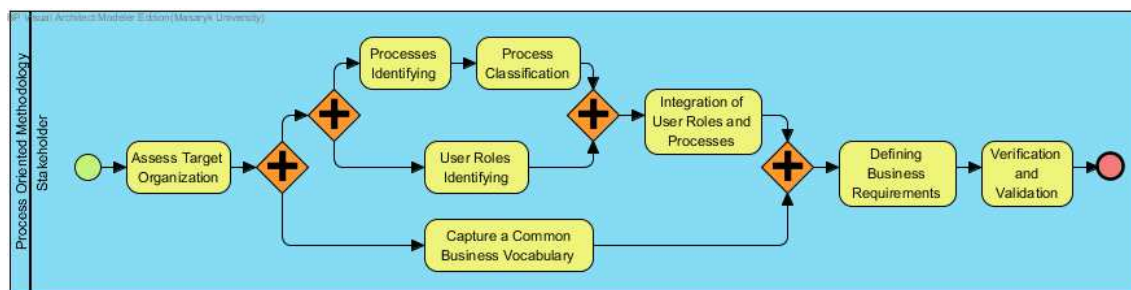 BP Visual Architect Modeler Edition(Masaryk University)
Process Oriented Methodology
Stakeholder
Assess Target
Organization
Processes
Identifying
Process
Classification
User Roles
Identifying
Capture a Common
Business Vocabulary
Integration of
User Roles and
Processes
Defining
Business
Requirements
Verification
and
Validation